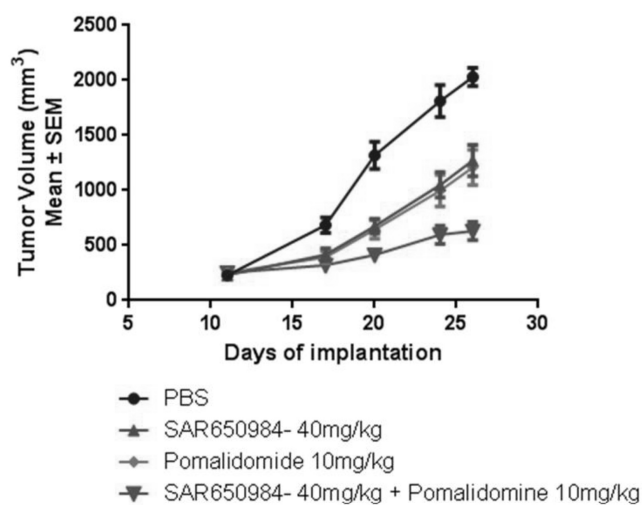 Tumor Volume (mm³)
Mean ± SEM
2500
2000
1500
1000
500
0
5
10
15
20
25
30
Days of implantation
PBS
SAR650984- 40mg/kg
Pomalidomide 10mg/kg
SAR650984- 40mg/kg + Pomalidomine 10mg/kg